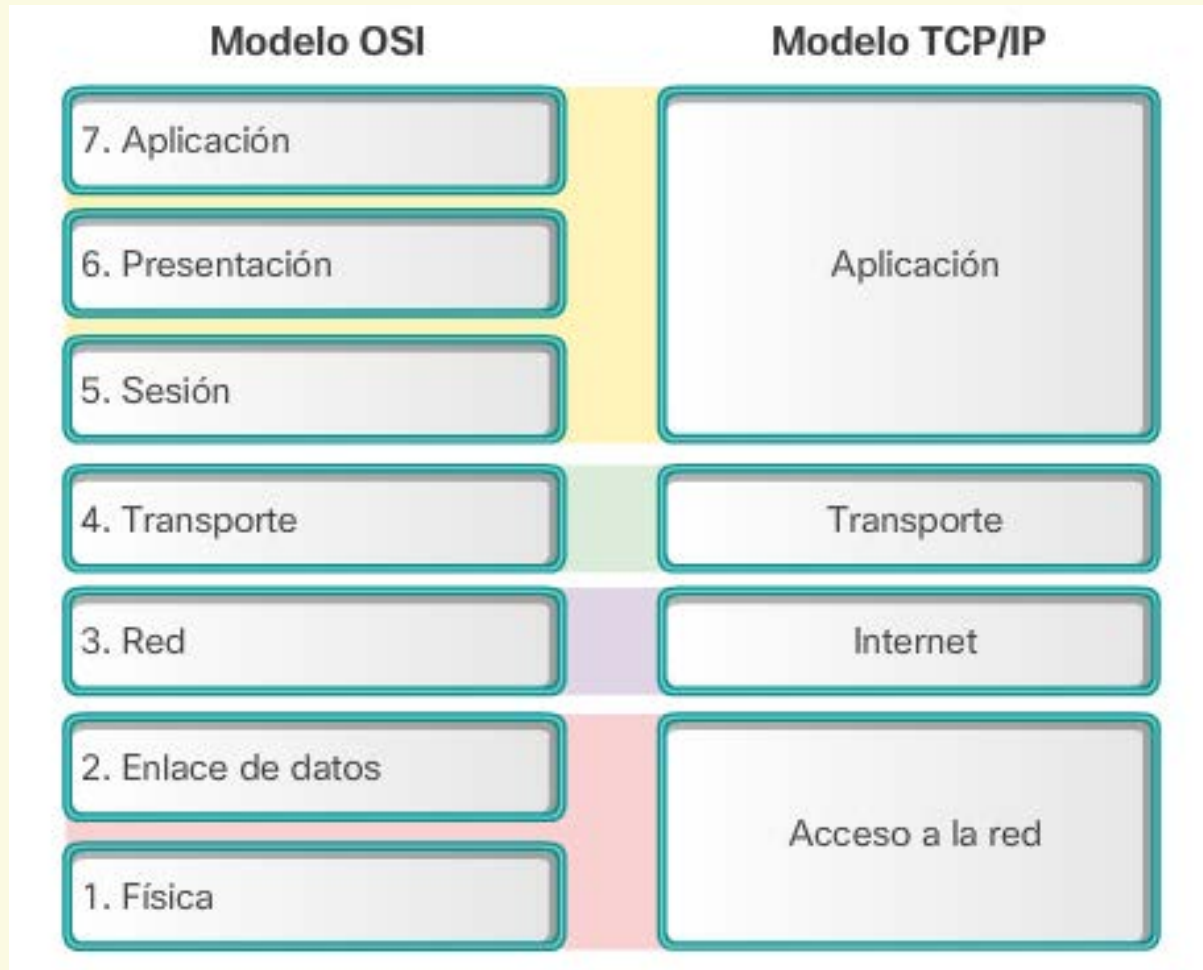 Modelo OSI
Modelo TCP/IP
7. Aplicación
6. Presentación
5. Sesión
4. Transporte
3. Red
2. Enlace de datos
1. Física
Aplicación
Transporte
Internet
Acceso a la red